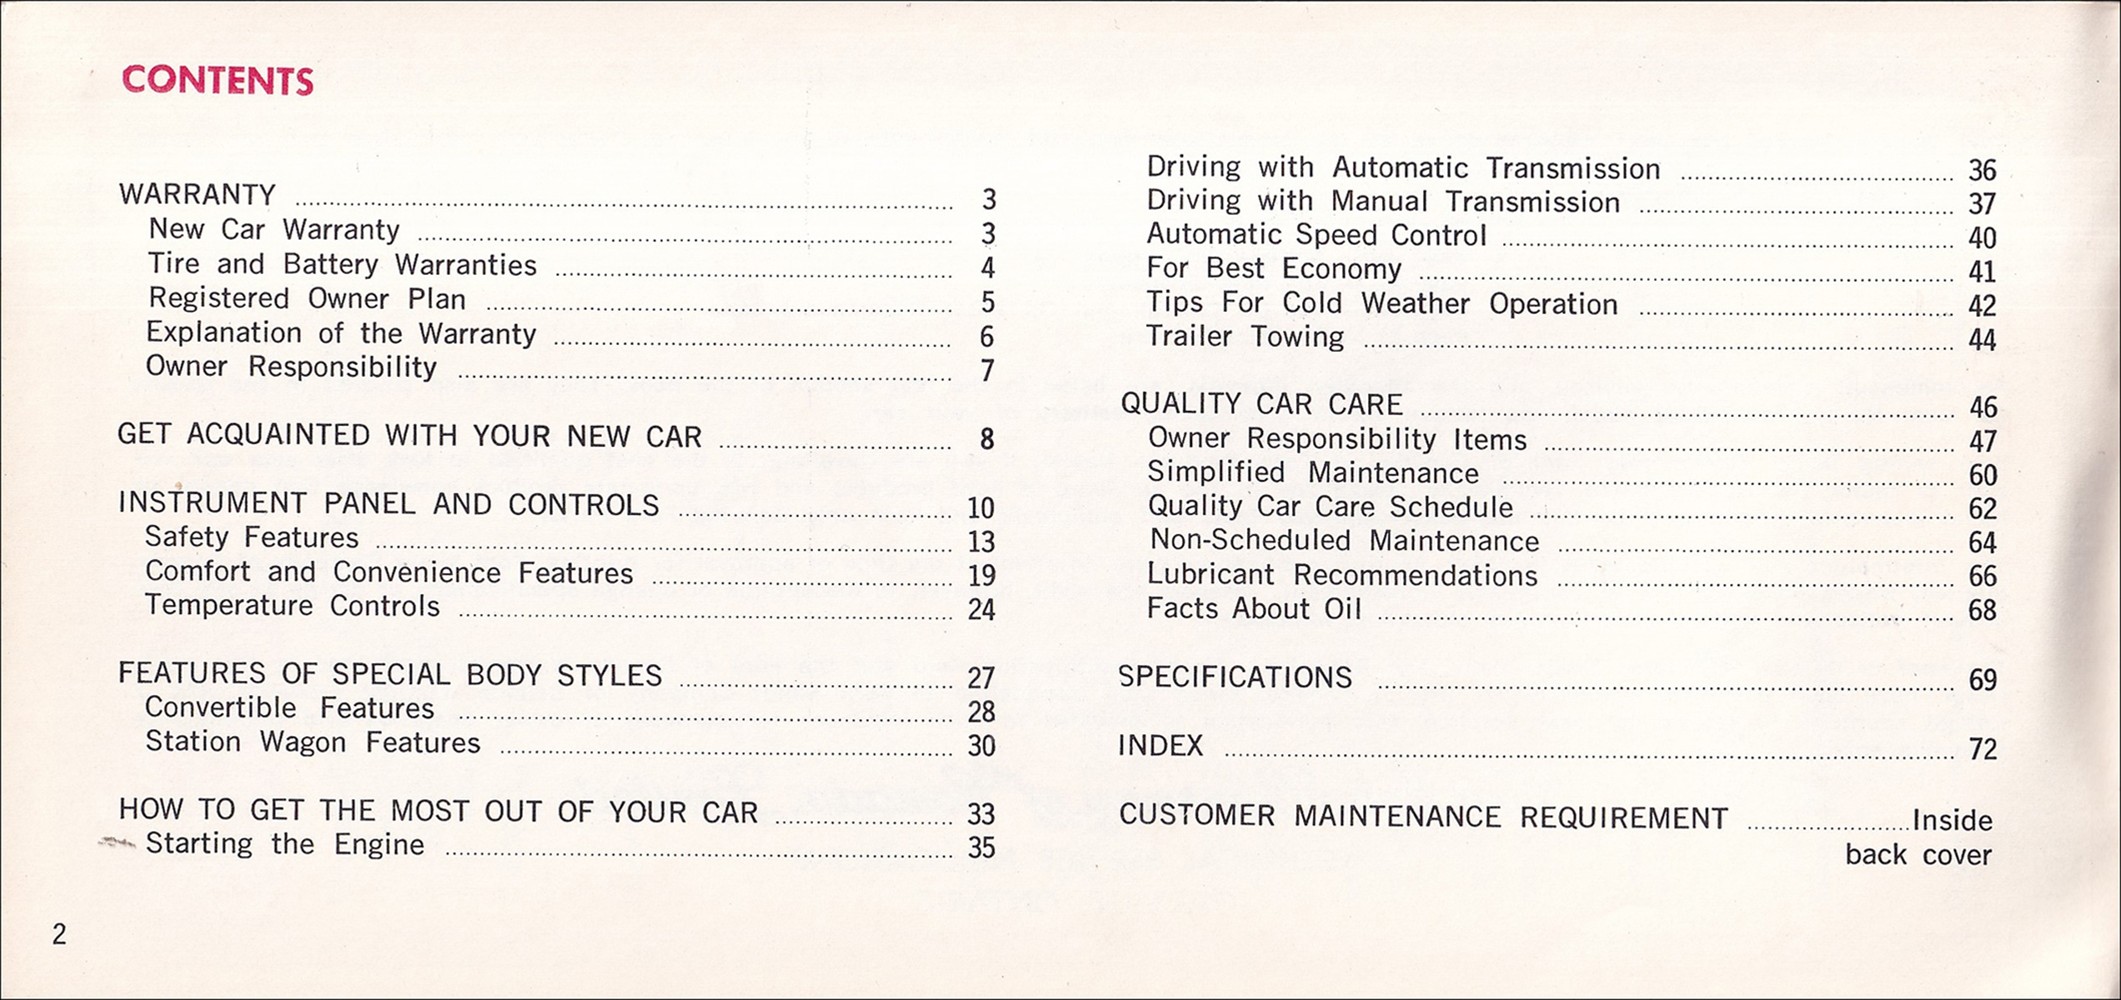 CONTENTS
WARRANTY ........ 3
New Car Warranty ........ 3
Tire and Battery Warranties ........ 4
Registered Owner Plan ........ 5
Explanation of the Warranty ........ 6
Owner Responsibility ........ 7
GET ACQUAINTED WITH YOUR NEW CAR ........ 8
INSTRUMENT PANEL AND CONTROLS ........ 10
Safety Features ........ 13
Comfort and Convenience Features ........ 19
Temperature Controls ........ 24
FEATURES OF SPECIAL BODY STYLES ........ 27
Convertible Features ........ 28
Station Wagon Features ........ 30
HOW TO GET THE MOST OUT OF YOUR CAR ........ 33
Starting the Engine ........ 35
Driving with Automatic Transmission ........ 36
Driving with Manual Transmission ........ 37
Automatic Speed Control ........ 40
For Best Economy ........ 41
Tips For Cold Weather Operation ........ 42
Trailer Towing ........ 44
QUALITY CAR CARE ........ 46
Owner Responsibility Items ........ 47
Simplified Maintenance ........ 60
Quality Car Care Schedule ........ 62
Non-Scheduled Maintenance ........ 64
Lubricant Recommendations ........ 66
Facts About Oil ........ 68
SPECIFICATIONS ........ 69
INDEX ........ 72
CUSTOMER MAINTENANCE REQUIREMENT ........ Inside
back cover
2